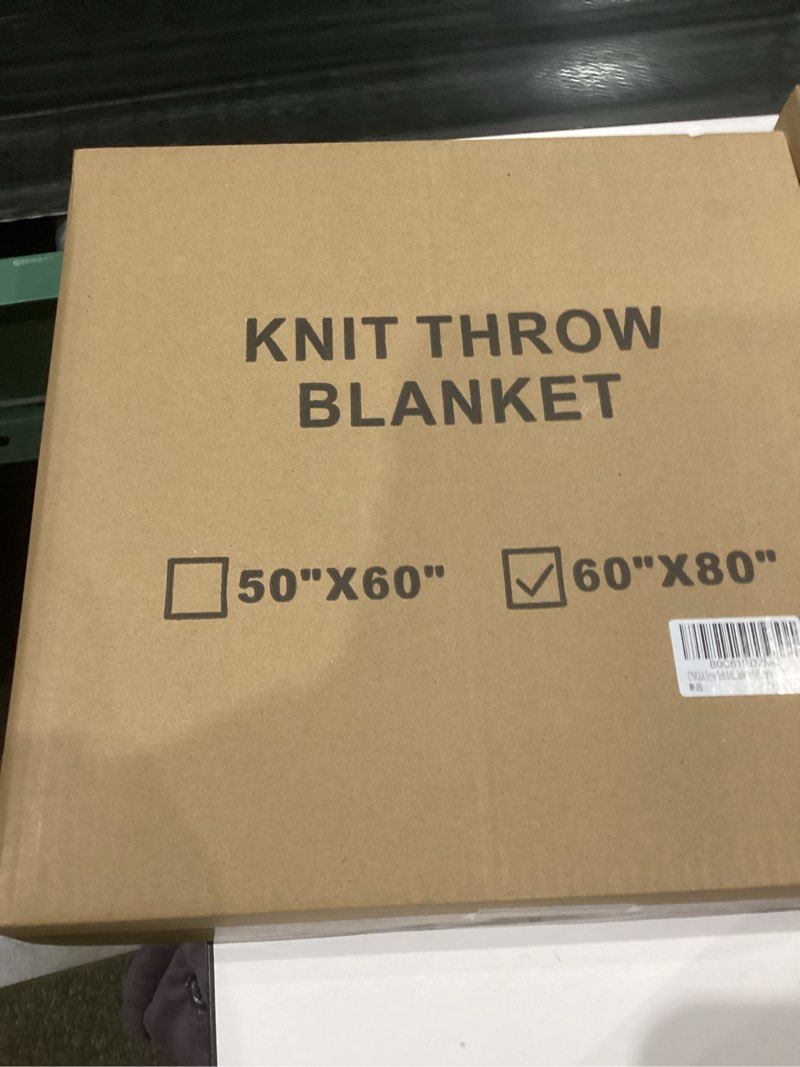 KNIT THROW
BLANKET
50"X60"
60"X80"